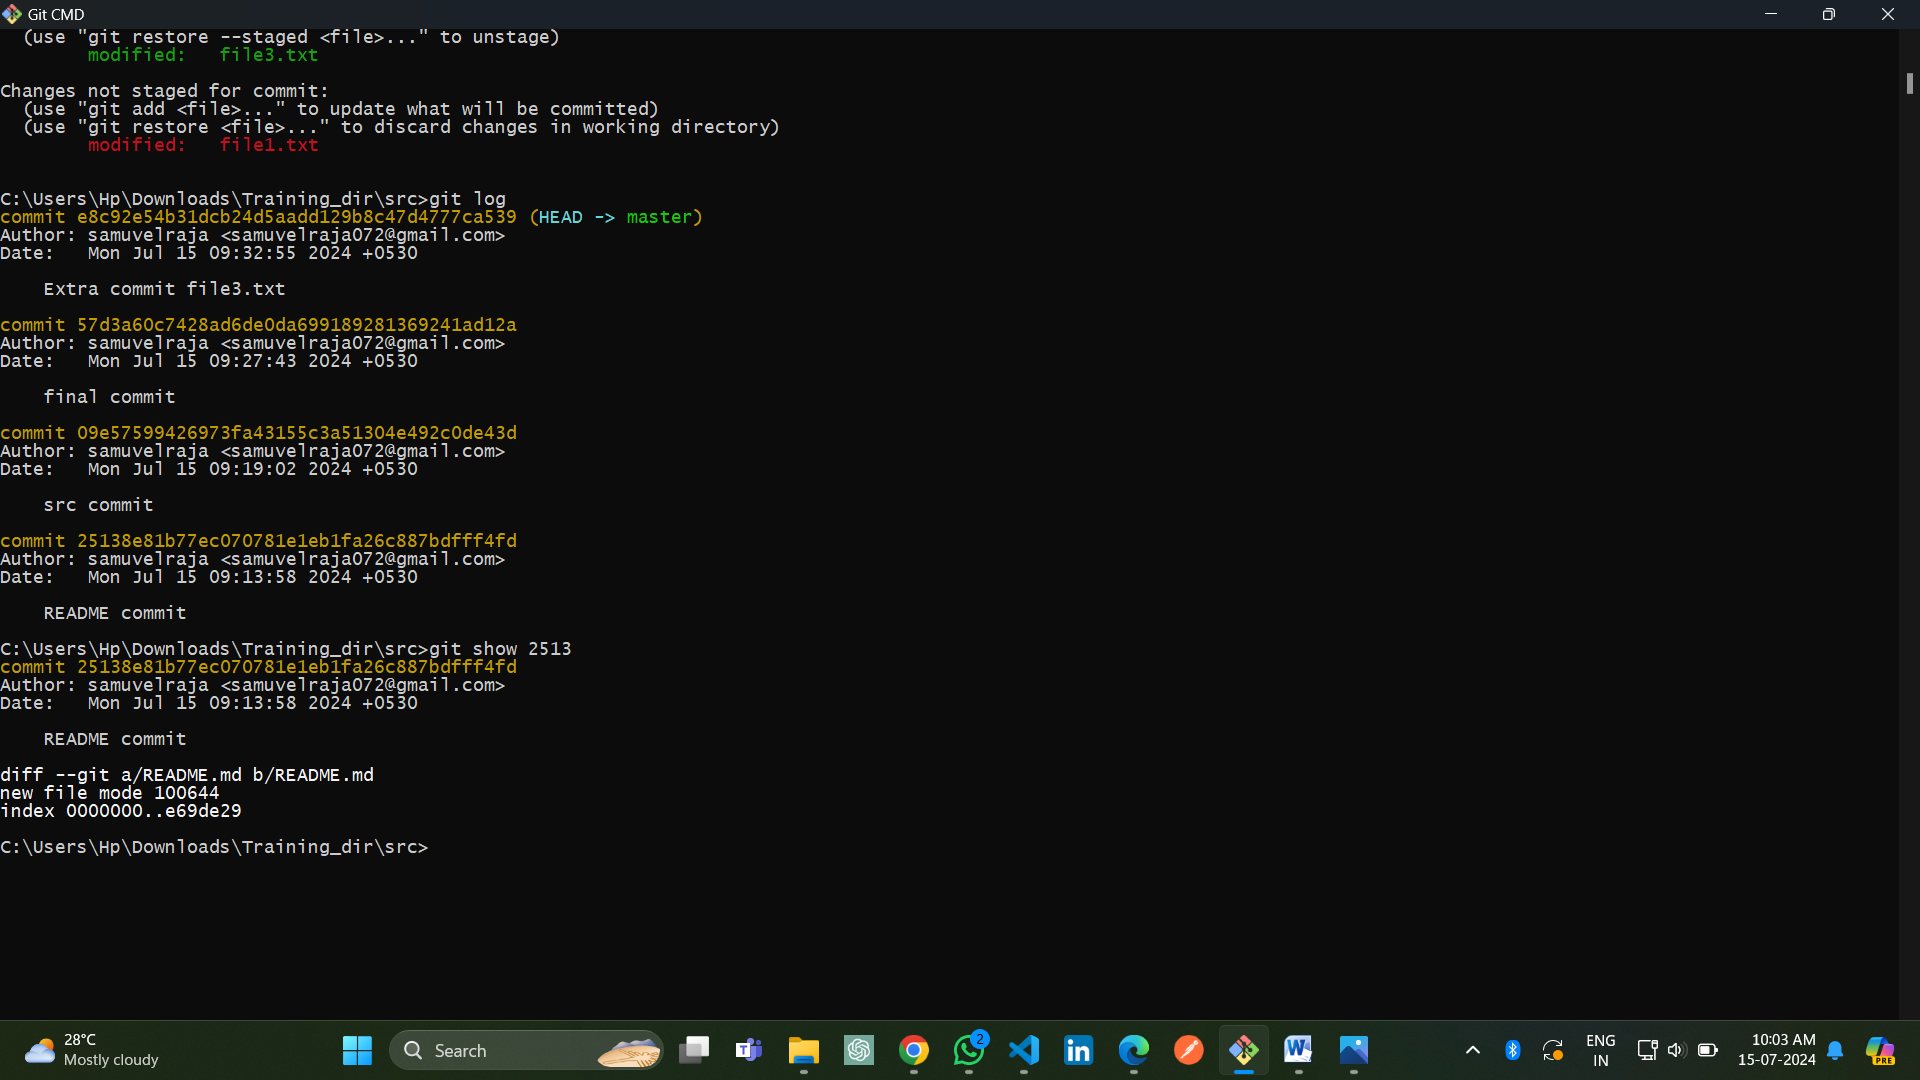 Git CMD
(use "git restore --staged <file>..." to unstage)
modified:   file3.txt
Changes not staged for commit:
(use "git add <file>..." to update what will be committed)
(use "git restore <file>..." to discard changes in working directory)
modified:   file1.txt
C:\Users\Hp\Downloads\Training_dir\src>git log
commit e8c92e54b31dcb24d5aadd129b8c47d4777ca539 (HEAD -> master)
Author: samuvelraja <samuvelraja072@gmail.com>
Date:   Mon Jul 15 09:32:55 2024 +0530
Extra commit file3.txt
commit 57d3a60c7428ad6de0da699189281369241ad12a
Author: samuvelraja <samuvelraja072@gmail.com>
Date:   Mon Jul 15 09:27:43 2024 +0530
final commit
commit 09e57599426973fa43155c3a51304e492c0de43d
Author: samuvelraja <samuvelraja072@gmail.com>
Date:   Mon Jul 15 09:19:02 2024 +0530
src commit
commit 25138e81b77ec070781e1eb1fa26c887bdfff4fd
Author: samuvelraja <samuvelraja072@gmail.com>
Date:   Mon Jul 15 09:13:58 2024 +0530
README commit
C:\Users\Hp\Downloads\Training_dir\src>git show 2513
commit 25138e81b77ec070781e1eb1fa26c887bdfff4fd
Author: samuvelraja <samuvelraja072@gmail.com>
Date:   Mon Jul 15 09:13:58 2024 +0530
README commit
diff --git a/README.md b/README.md
new file mode 100644
index 0000000..e69de29
C:\Users\Hp\Downloads\Training_dir\src>
28°C
Mostly cloudy
Search
2
ENG
IN
10:03 AM
15-07-2024
PRE